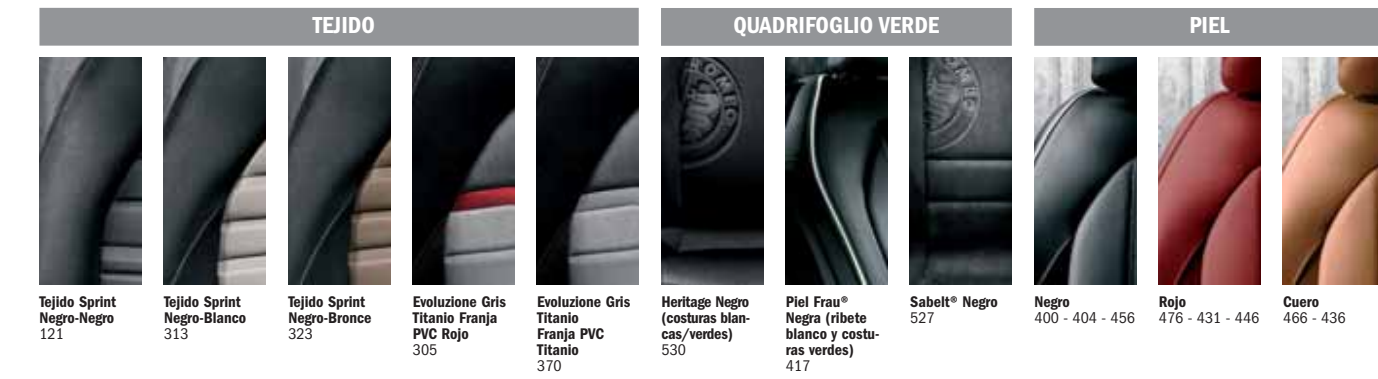 TEJIDO
QUADRIFOGLIO VERDE
PIEL
Tejido Sprint
Negro-Negro
121
Tejido Sprint
Negro-Blanco
313
Tejido Sprint
Negro-Bronce
323
Evoluzione Gris
Titanio Franja
PVC Rojo
305
Evoluzione Gris
Titanio
Franja PVC
Titanio
370
ROMEO
Heritage Negro
(costuras blan-
cas/verdes)
530
Piel Frau®
Negra (ribete
blanco y costu-
ras verdes)
417
ROMEO
Sabelt® Negro
527
Negro
400 - 404 - 456
Rojo
476 - 431 - 446
Cuero
466 - 436